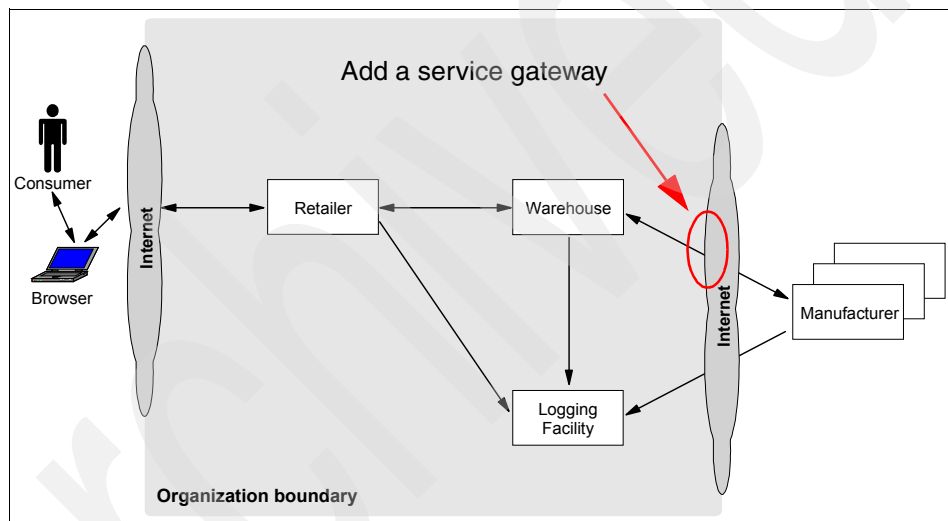 Add a service gateway
Consumer
Browser
Internet
Retailer
Warehouse
Internet
Manufacturer
Logging
Facility
Organization boundary